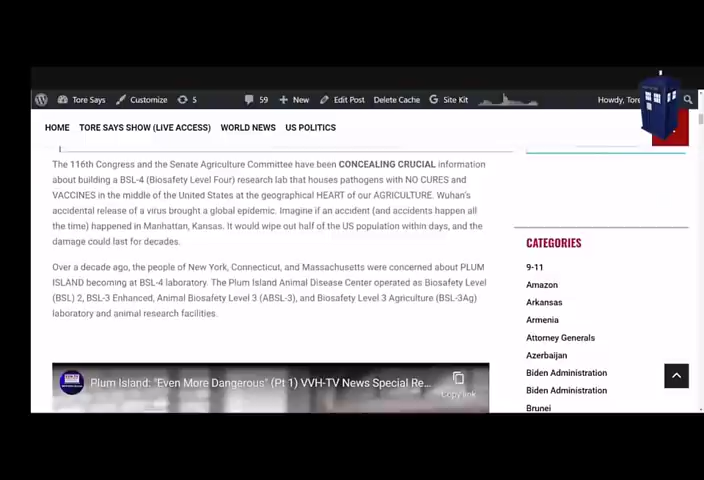 Tore Says Customize 5 59 New Edit Post Delete Cache Site Kit Howdy, Tore
HOME TORE SAYS SHOW (LIVE ACCESS) WORLD NEWS US POLITICS
The 116th Congress and the Senate Agriculture Committee have been CONCEALING CRUCIAL information
about building a BSL-4 (Biosafety Level Four) research lab that houses pathogens with NO CURES and
VACCINES in the middle of the United States at the geographical HEART of our AGRICULTURE. Wuhan's
accidental release of a virus brought a global epidemic. Imagine if an accident (and accidents happen all
the time) happened in Manhattan, Kansas. It would wipe out half of the US population within days, and the
damage could last for decades.
Over a decade ago, the people of New York, Connecticut, and Massachusetts were concerned about PLUM
ISLAND becoming at BSL-4 laboratory. The Plum Island Animal Disease Center operated as Biosafety Level
(BSL) 2, BSL-3 Enhanced, Animal Biosafety Level 3 (ABSL-3), and Biosafety Level 3 Agriculture (BSL-3Ag)
laboratory and animal research facilities.
Plum Island: "Even More Dangerous" (Pt 1) VVH-TV News Special Re...
Copy link
CATEGORIES
9-11
Amazon
Arkansas
Armenia
Attorney Generals
Azerbaijan
Biden Administration
Biden Administration
Brunei